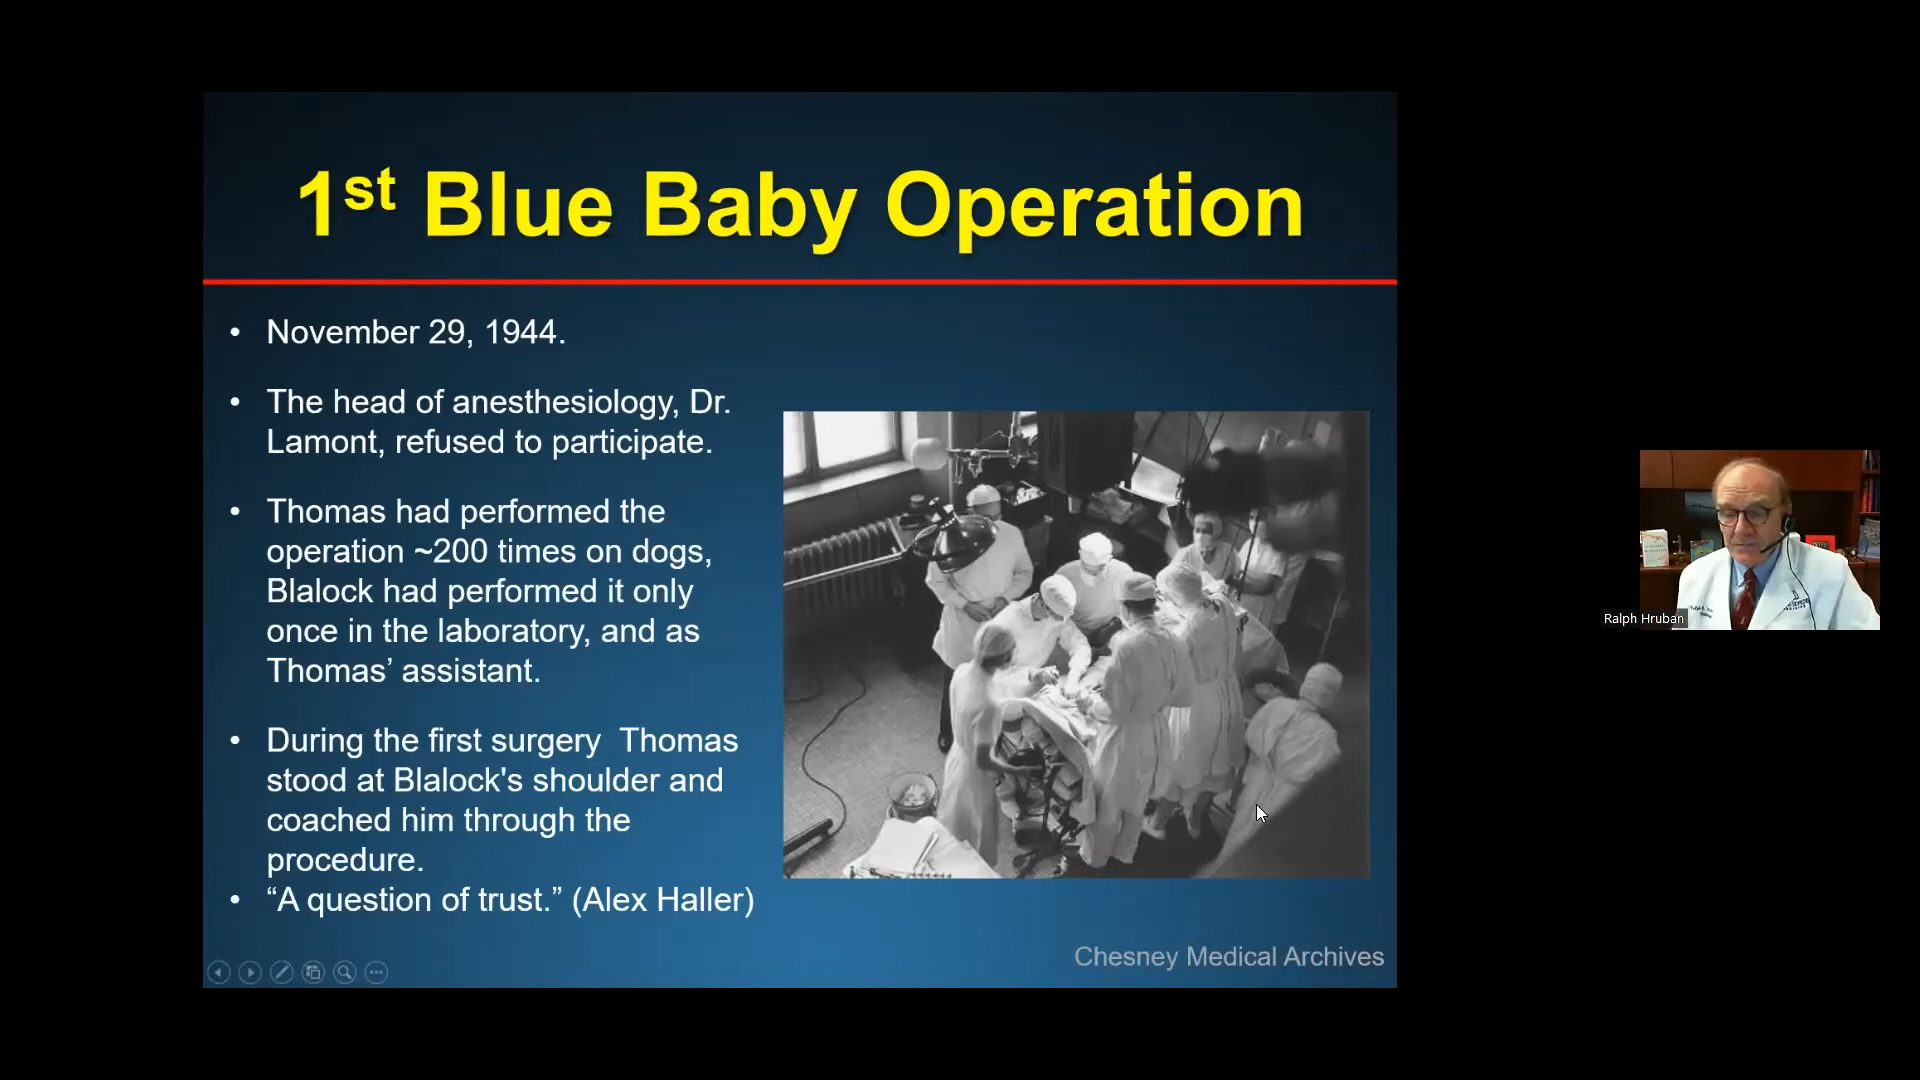 1st Blue Baby Operation
• November 29, 1944.
• The head of anesthesiology, Dr.
Lamont, refused to participate.
• Thomas had performed the
operation ~200 times on dogs,
Blalock had performed it only
once in the laboratory, and as
Thomas’ assistant.
• During the first surgery  Thomas
stood at Blalock's shoulder and
coached him through the
procedure.
• “A question of trust.” (Alex Haller)
Chesney Medical Archives
Ralph Hruban